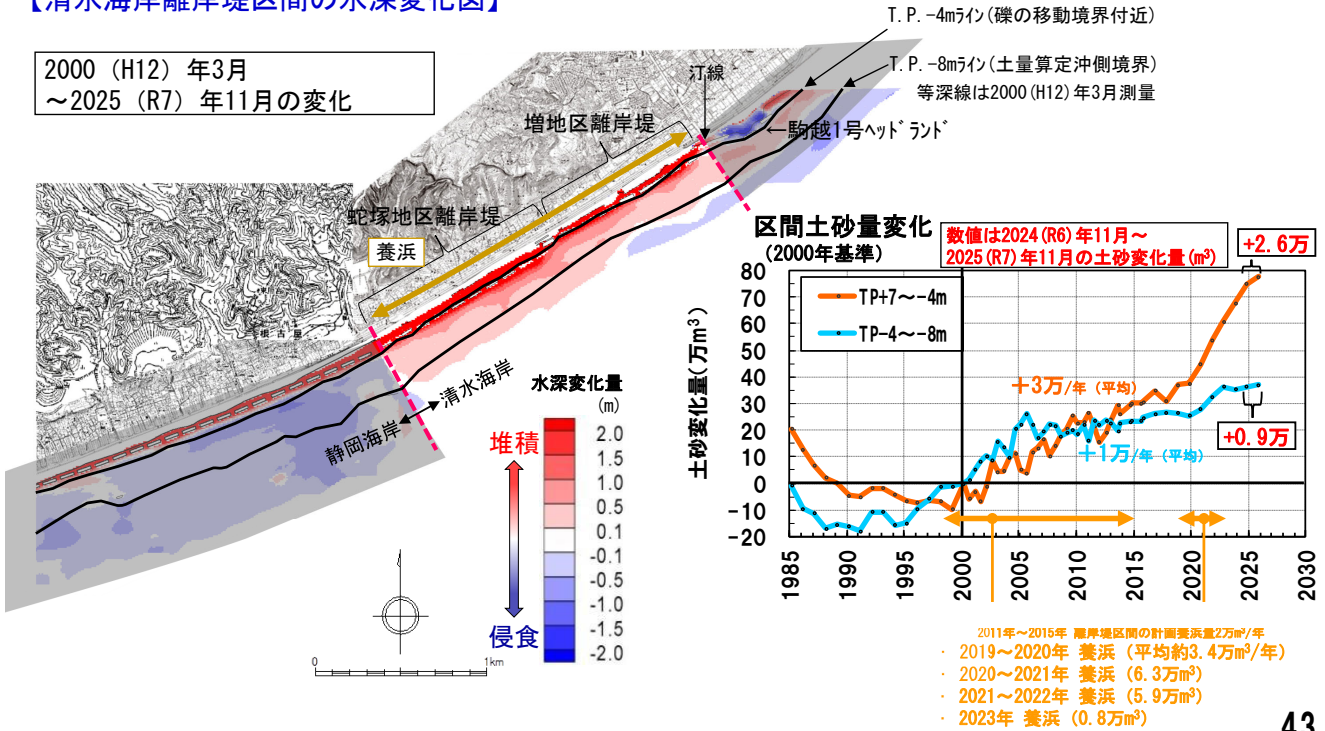 【清水海岸離岸堤区間の水深変化図】
2000 (H12) 年3月
～2025 (R7) 年11月の変化
T.P.-4mライン(礫の移動境界付近)
T.P.-8mライン(土量算定沖側境界)
等深線は2000(H12)年3月測量
汀線
←駒越1号ヘッドランド
増地区離岸堤
蛇塚地区離岸堤
養浜
清水海岸
静岡海岸
水深変化量
(m)
堆積
侵食
2.0
1.5
1.0
0.5
0.1
-0.1
-0.5
-1.0
-1.5
-2.0
0
1km
区間土砂量変化
(2000年基準)
数値は2024(R6)年11月～
2025(R7)年11月の土砂変化量(m³)
+2.6万
土砂変化量(万m³)
80
70
60
50
40
30
20
10
0
-10
-20
TP+7～-4m
TP-4～-8m
+3万/年 (平均)
+1万/年 (平均)
+0.9万
1985
1990
1995
2000
2005
2010
2015
2020
2025
2030
2011年～2015年 離岸堤区間の計画養浜量2万m³/年
・ 2019～2020年 養浜 (平均約3.4万m³/年)
・ 2020～2021年 養浜 (6.3万m³)
・ 2021～2022年 養浜 (5.9万m³)
・ 2023年 養浜 (0.8万m³)
43